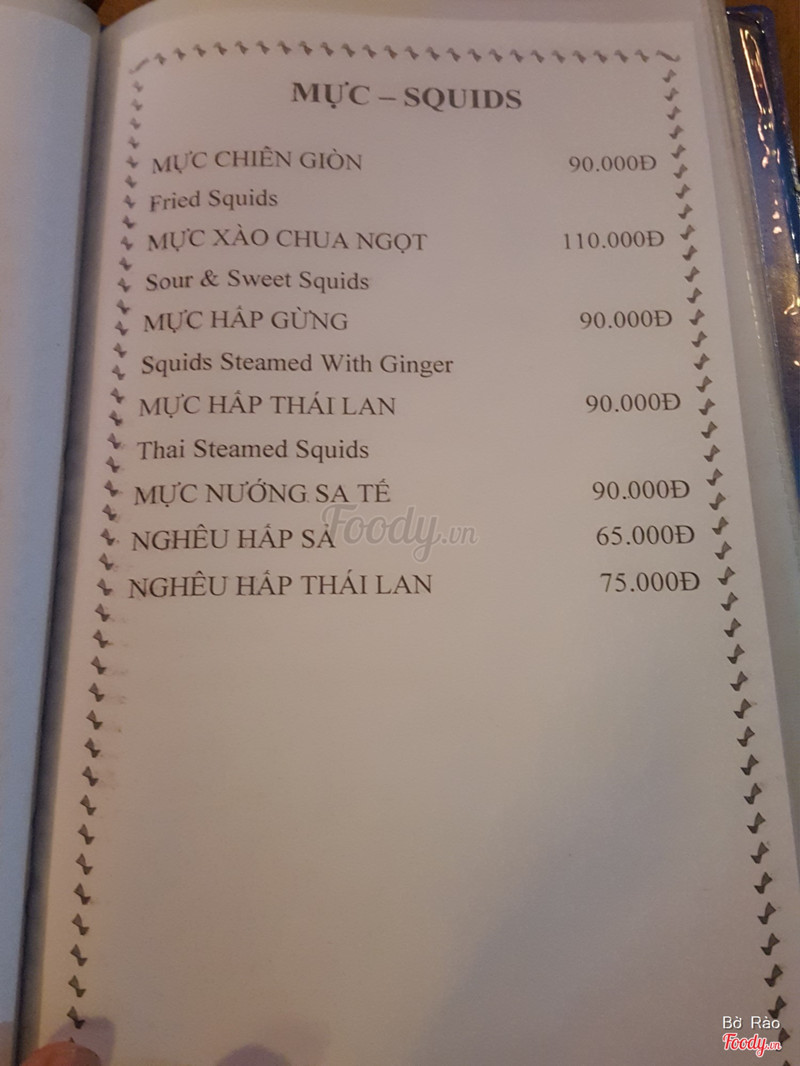 MỰC – SQUIDS
MỰC CHIÊN GIÒN 90.000Đ
Fried Squids
MỰC XÀO CHUA NGỌT 110.000Đ
Sour & Sweet Squids
MỰC HẤP GỪNG 90.000Đ
Squids Steamed With Ginger
MỰC HẤP THÁI LAN 90.000Đ
Thai Steamed Squids
MỰC NƯỚNG SA TẾ 90.000Đ
Foody.vn
NGHÊU HẤP SẢ 65.000Đ
NGHÊU HẤP THÁI LAN 75.000Đ
Bờ Rào
Foody.vn